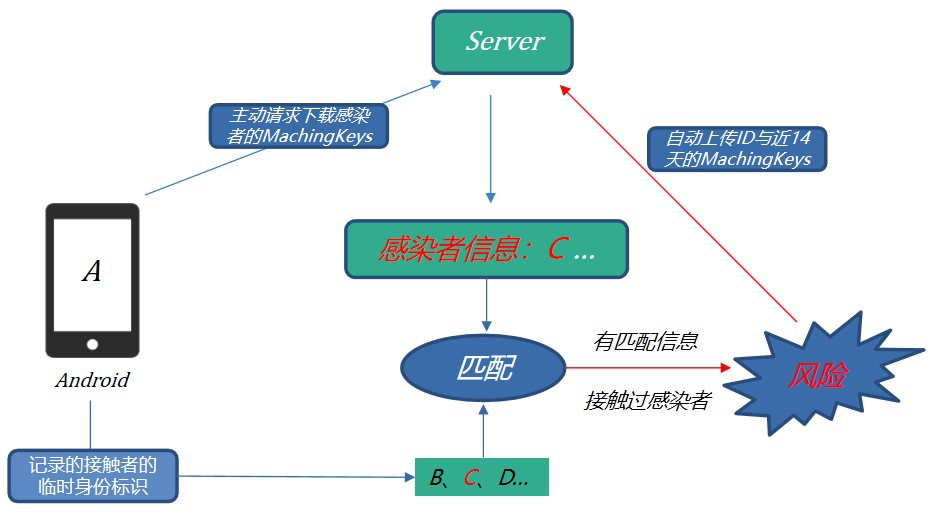 Server
主动请求下载感染
者的MachingKeys
自动上传ID与近14
天的MachingKeys
A
感染者信息：C ...
Android
匹配
有匹配信息
接触过感染者
风险
记录的接触者的
临时身份标识
B、C、D...